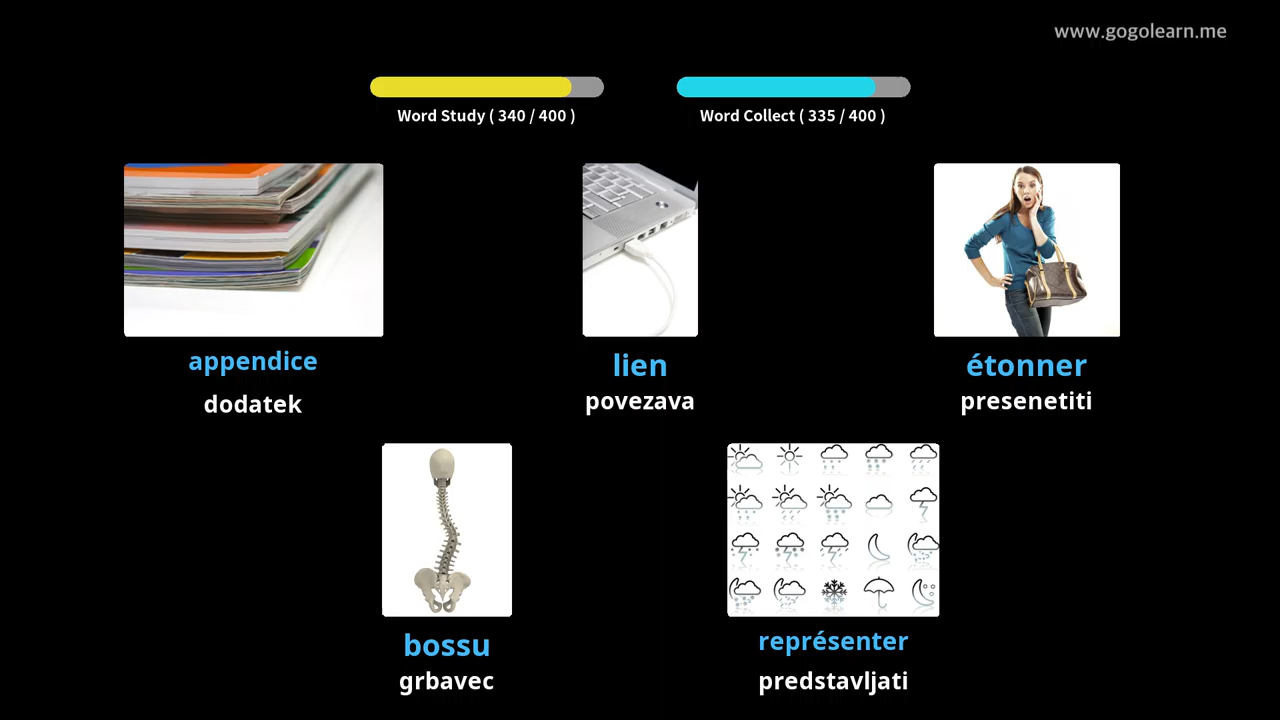 www.gogolearn.me
Word Study ( 340 / 400 )
Word Collect ( 335 / 400 )
appendice
dodatek
lien
povezava
étonner
presenetiti
bossu
grbavec
représenter
predstavljati